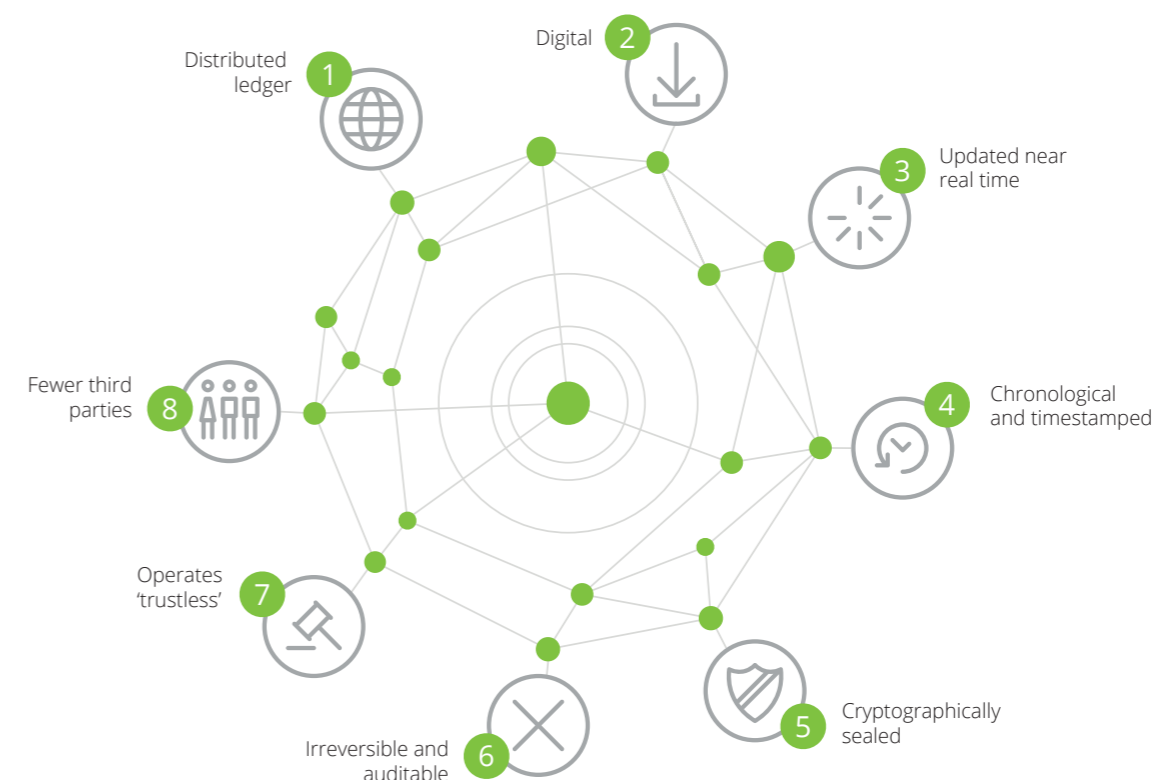 1
Distributed
ledger
2
Digital
3
Updated near
real time
4
Chronological
and timestamped
5
Cryptographically
sealed
6
Irreversible and
auditable
7
Operates
‘trustless’
8
Fewer third
parties